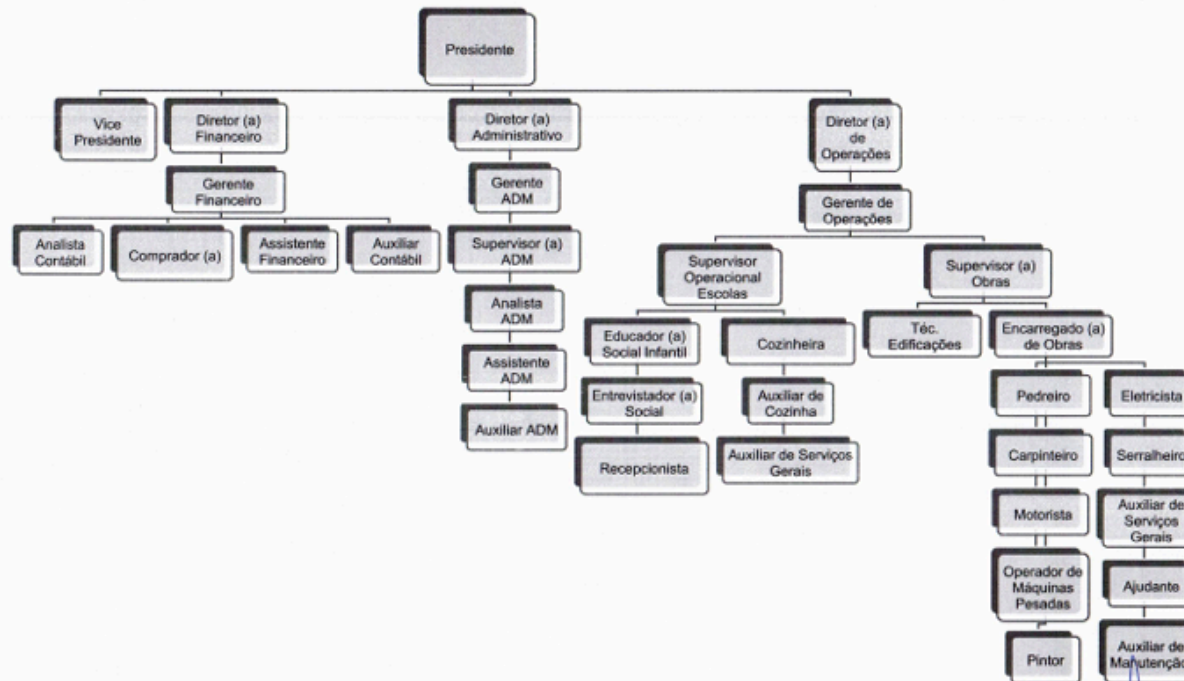 Presidente
Vice
Presidente
Diretor (a)
Financeiro
Diretor (a)
Administrativo
Diretor (a)
de
Operações
Gerente
Financeiro
Gerente
ADM
Gerente de
Operações
Analista
Contábil
Comprador (a)
Assistente
Financeiro
Auxiliar
Contábil
Supervisor (a)
ADM
Supervisor
Operacional
Escolas
Supervisor (a)
Obras
Analista
ADM
Educador (a)
Social Infantil
Cozinheira
Téc.
Edificações
Encarregado (a)
de Obras
Assistente
ADM
Entrevistador (a)
Social
Auxiliar de
Cozinha
Pedreiro
Eletricista
Auxiliar ADM
Recepcionista
Auxiliar de Serviços
Gerais
Carpinteiro
Serralheiro
Motorista
Auxiliar de
Serviços
Gerais
Operador de
Máquinas
Pesadas
Ajudante
Pintor
Auxiliar de
Manutenção